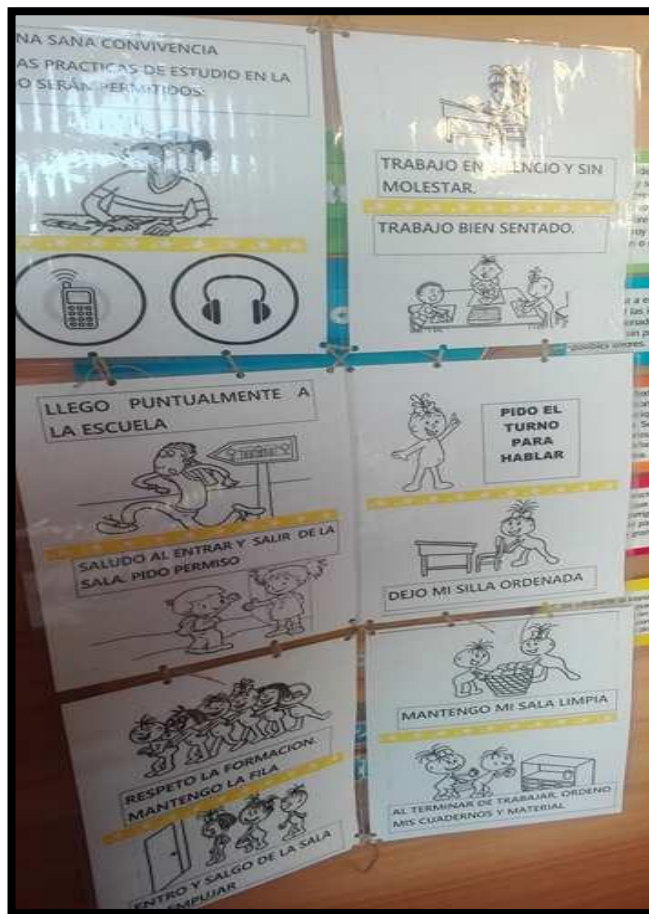 NA SANA CONVIVENCIA
AS PRACTICAS DE ESTUDIO EN LA
O SERÁN PERMITIDOS:
TRABAJO EN SILENCIO Y SIN
MOLESTAR.
TRABAJO BIEN SENTADO.
LLEGO PUNTUALMENTE A
LA ESCUELA
SALUDO AL ENTRAR Y SALIR DE LA
SALA. PIDO PERMISO
PIDO EL
TURNO
PARA
HABLAR
DEJO MI SILLA ORDENADA
RESPETO LA FORMACION.
MANTENGO LA FILA
ENTRO Y SALGO DE LA SALA
EMPUJAR
MANTENGO MI SALA LIMPIA
AL TERMINAR DE TRABAJAR, ORDENO
MIS CUADERNOS Y MATERIAL